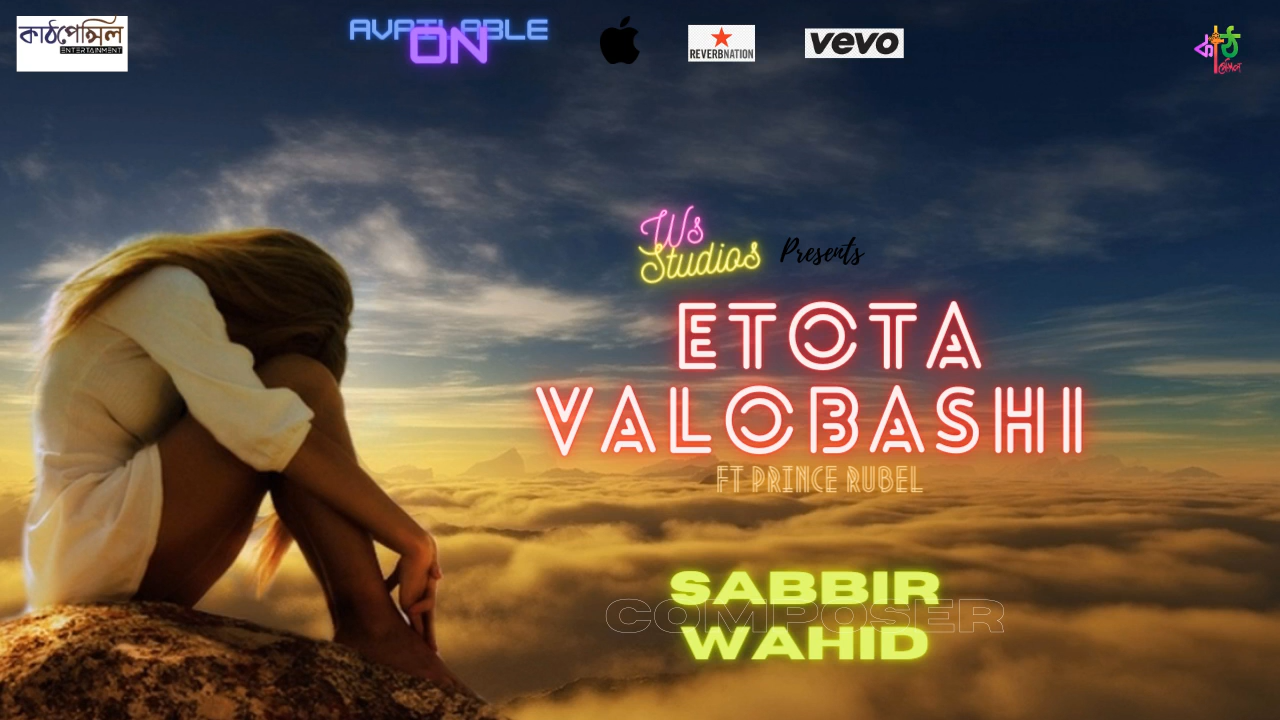 কাঠপেন্সিল
ENTERTAINMENT
AVAILABLE
ON
REVERBNATION
vevo
কাঠ
পেন্সিল
Ws
Studios
Presents
ETOTA
VALOBASHI
FT PRINCE RUBEL
SABBIR
COMPOSER
WAHID